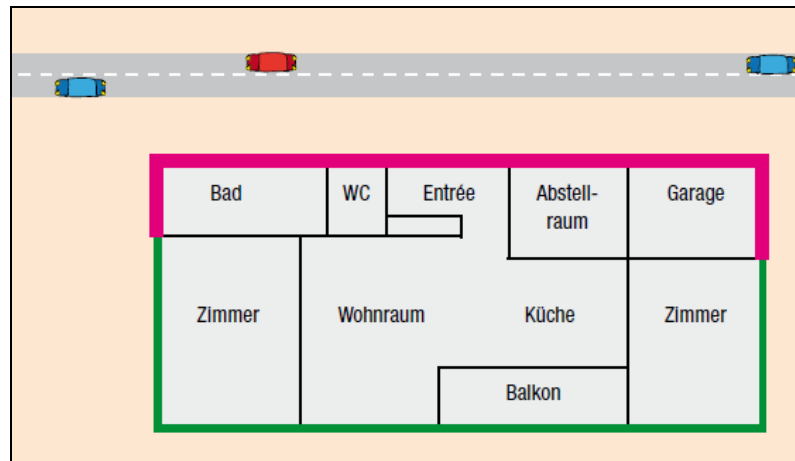 Bad
WC
Entrée
Abstell-
raum
Garage
Zimmer
Wohnraum
Küche
Zimmer
Balkon